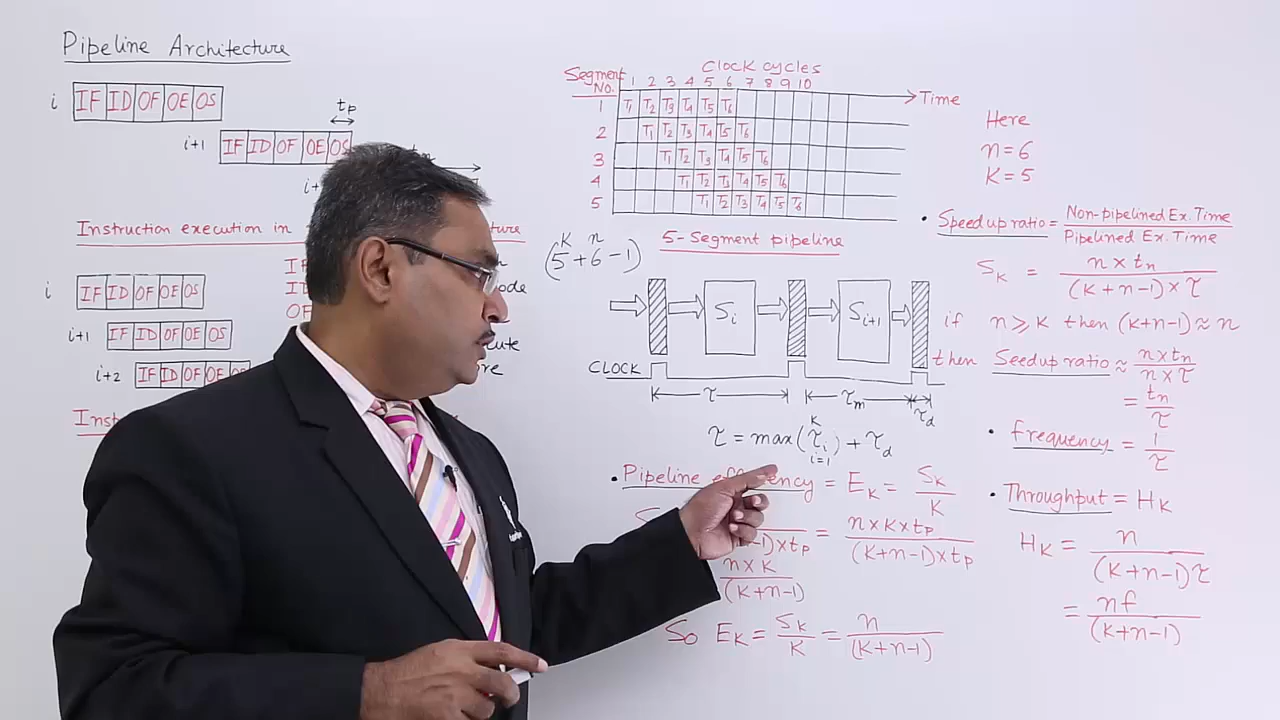 Pipeline Architecture
i IF ID OF OE OS
tp
i+1 IF ID OF OE OS
Instruction execution in
i IF ID OF OE OS
i+1 IF ID OF OE OS
i+2 IF ID OF OE OS
Clock cycles
Segment No. 1 2 3 4 5 6 7 8 9 10
Time
1 T1 T2 T3 T4 T5 T6
2 T1 T2 T3 T4 T5 T6
3 T1 T2 T3 T4 T5 T6
4 T1 T2 T3 T4 T5 T6
5 T1 T2 T3 T4 T5 T6
5-Segment pipeline
K n
(5+6-1)
Si Si+1
CLOCK
τ τm τd
τ = max(τi)+τd
K
i=1
• Pipeline = EK = SK/K
= n×K×tp/(K+n-1)×tp
n×K/(K+n-1)
So EK = SK/K = n/(K+n-1)
Here
n=6
K=5
• Speedup ratio = Non-pipelined Ex. Time/Pipelined Ex. Time
SK = n×tn/(K+n-1)×τ
if n⩾K then (K+n-1)≈n
then Seedup ratio ≈ n×tn/n×τ
= tn/τ
• frequency = 1/τ
• Throughput = HK
HK = n/(K+n-1)τ
= nf/(K+n-1)